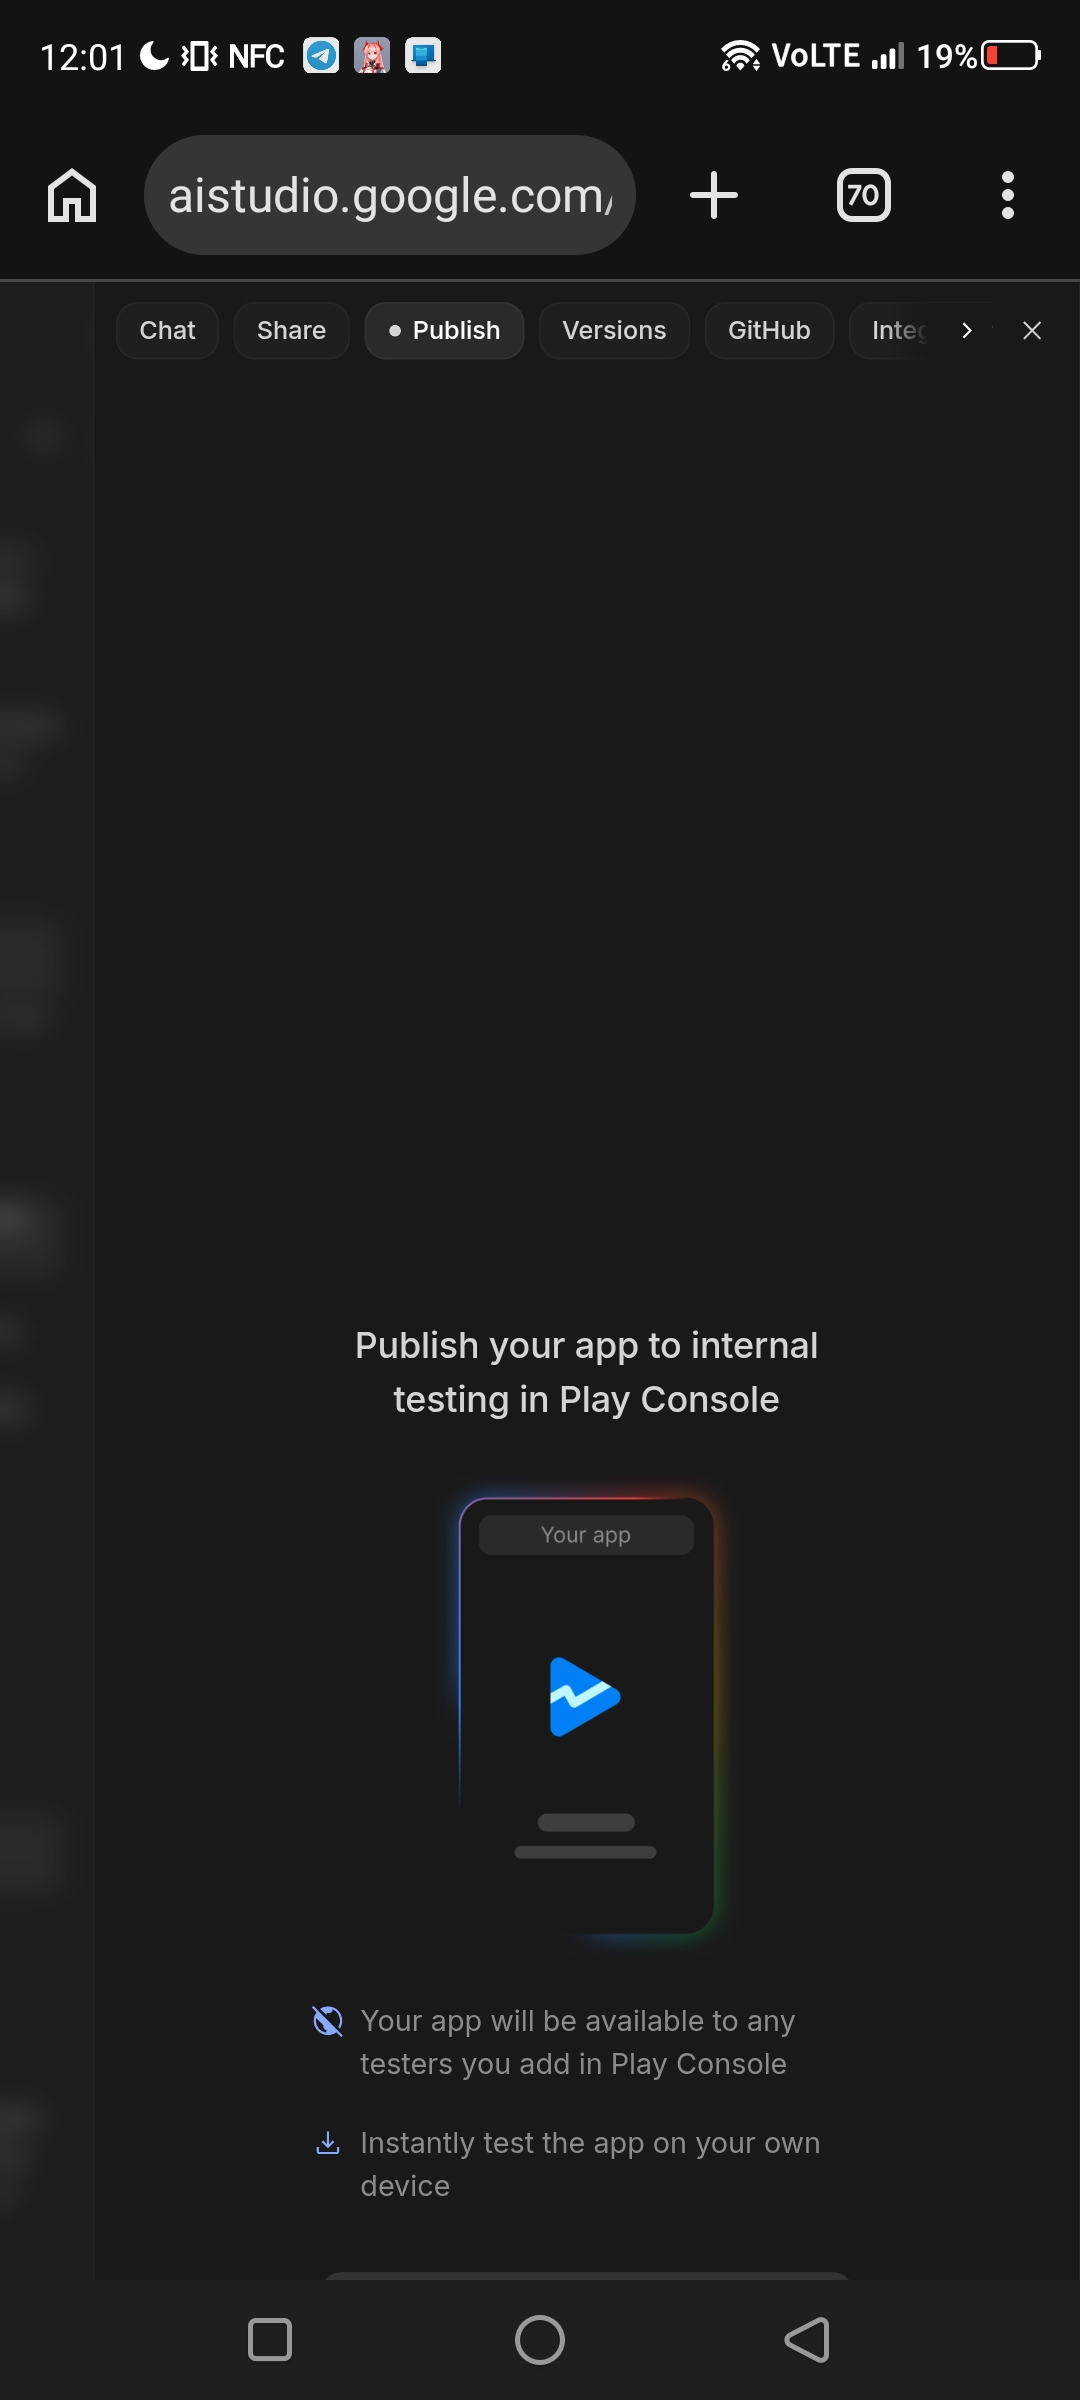 12:01 NFC VoLTE 19%
aistudio.google.com/ 70
Chat Share Publish Versions GitHub
Publish your app to internal
testing in Play Console
Your app
Your app will be available to any
testers you add in Play Console
Instantly test the app on your own
device